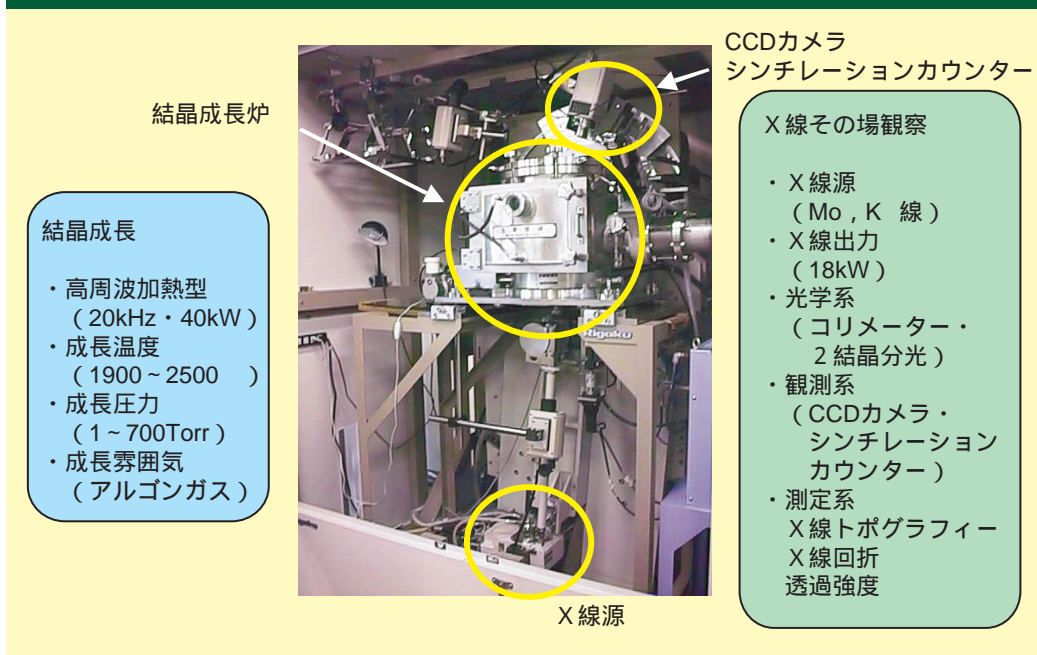 CCDカメラ
シンチレーションカウンター
結晶成長炉
結晶成長
・高周波加熱型
（20kHz・40kW）
・成長温度
（1900～2500　）
・成長圧力
（1～700Torr）
・成長雰囲気
（アルゴンガス）
Rigaku
X線源
X線その場観察
・X線源
（Mo，K　線）
・X線出力
（18kW）
・光学系
（コリメーター・
2結晶分光）
・観測系
（CCDカメラ・
シンチレーション
カウンター）
・測定系
X線トポグラフィー
X線回折
透過強度